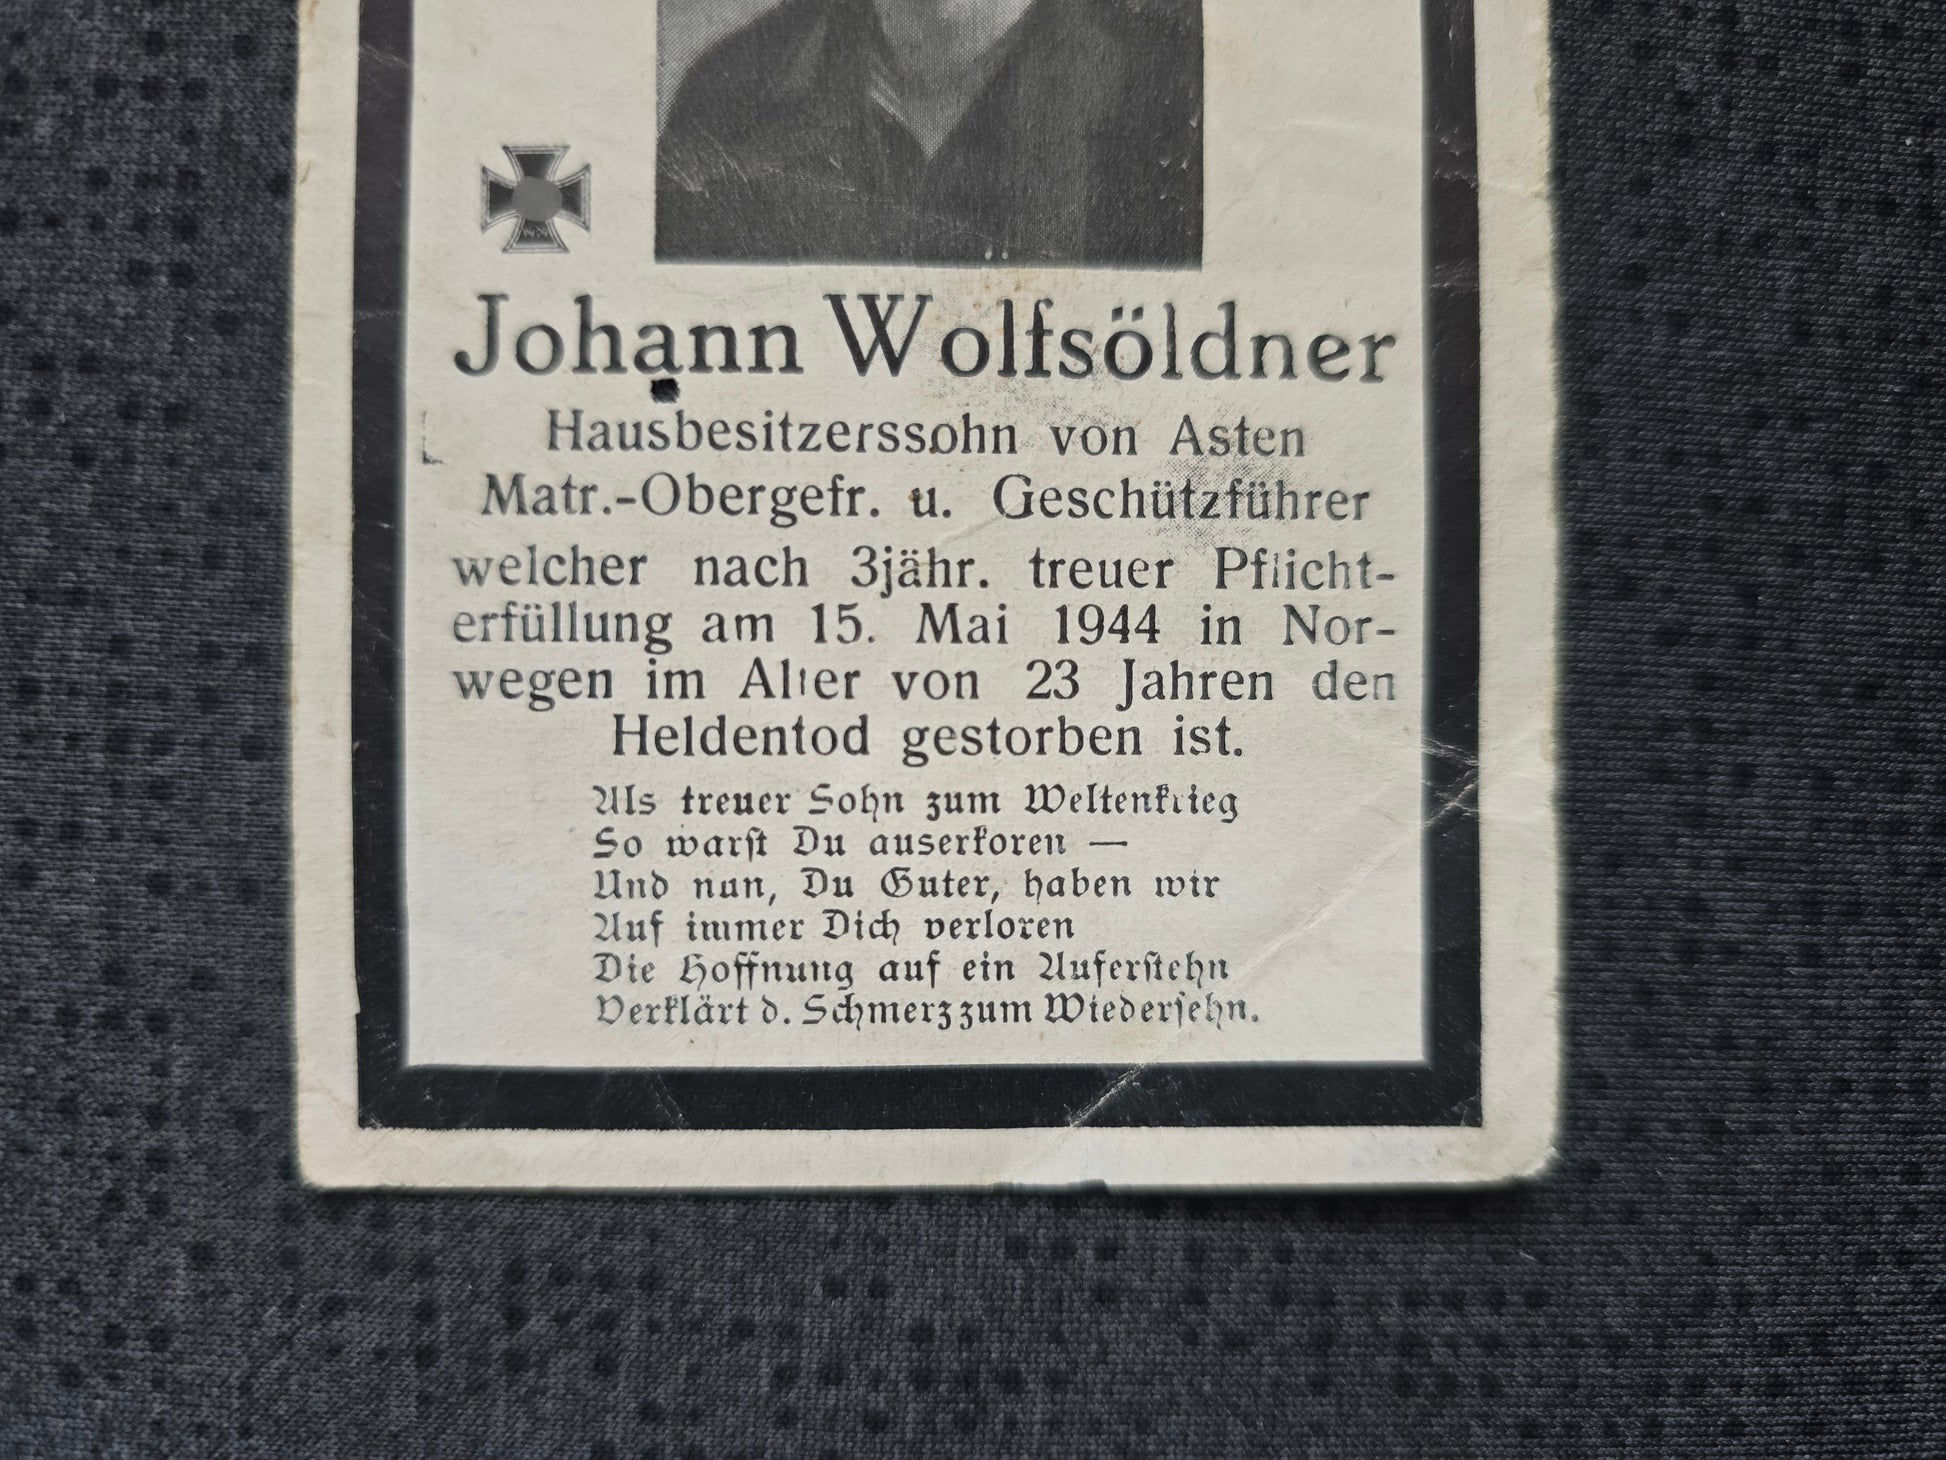 Johann Wolfsöldner
Hausbesitzerssohn von Asten
Matr.-Obergefr. u. Geschützführer
welcher nach 3jähr. treuer Pflicht-
erfüllung am 15. Mai 1944 in Nor-
wegen im Alter von 23 Jahren den
Heldentod gestorben ist.
Als treuer Sohn zum Weltenkrieg
So warſt Du auserkoren —
Und nun, Du Guter, haben wir
Auf immer Dich verloren
Die Hoffnung auf ein Auferſtehn
Verklärt d. Schmerz zum Wiederſehn.